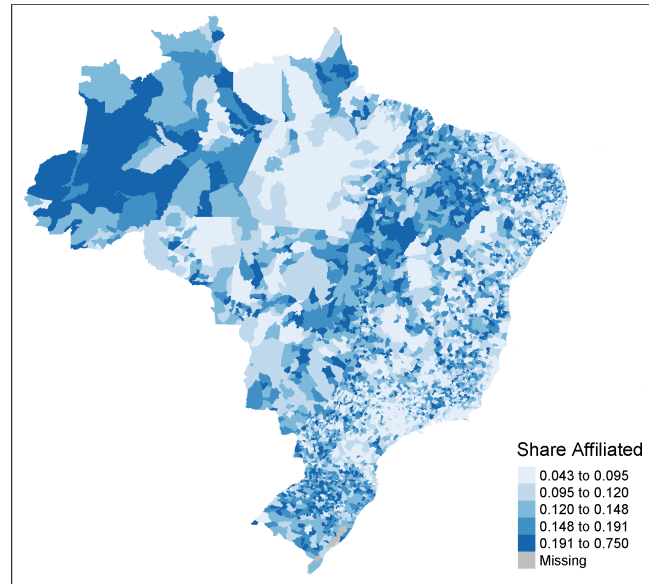 Share Affiliated
0.043 to 0.095
0.095 to 0.120
0.120 to 0.148
0.148 to 0.191
0.191 to 0.750
Missing